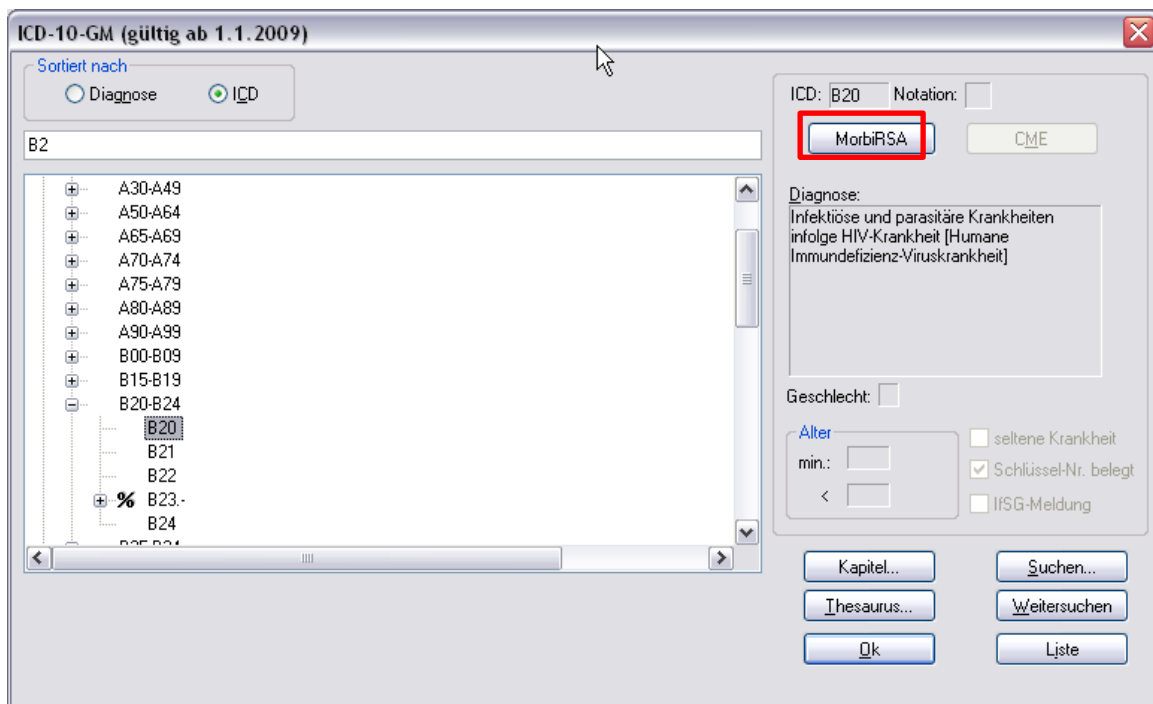 ICD-10-GM (gültig ab 1.1.2009)
Sortiert nach
Diagnose
ICD
B2
A30-A49
A50-A64
A65-A69
A70-A74
A75-A79
A80-A89
A90-A99
B00-B09
B15-B19
B20-B24
B20
B21
B22
% B23.-
B24
ICD: B20 Notation:
MorbiRSA
CME
Diagnose:
Infektiöse und parasitäre Krankheiten
infolge HIV-Krankheit [Humane
Immundefizienz-Viruskrankheit]
Geschlecht:
Alter
min.:
<
seltene Krankheit
Schlüssel-Nr. belegt
IfSG-Meldung
Kapitel...
Suchen...
Thesaurus...
Weitersuchen
Ok
Liste